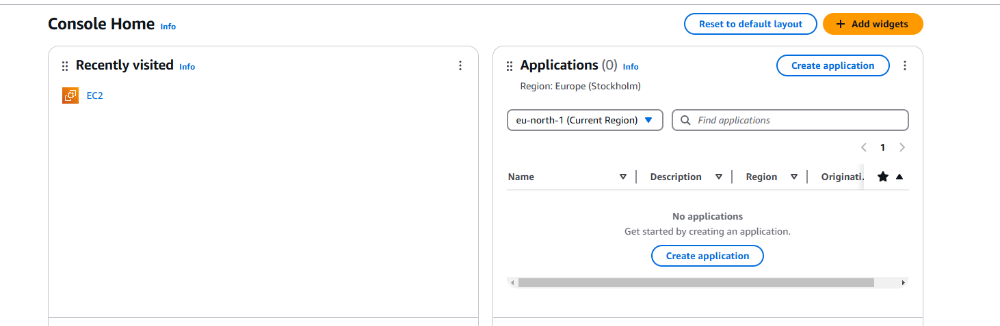 Console Home Info
Reset to default layout
+ Add widgets
Recently visited Info
EC2
Applications (0) Info
Create application
Region: Europe (Stockholm)
eu-north-1 (Current Region)
Find applications
1
Name Description Region Originati.
No applications
Get started by creating an application.
Create application